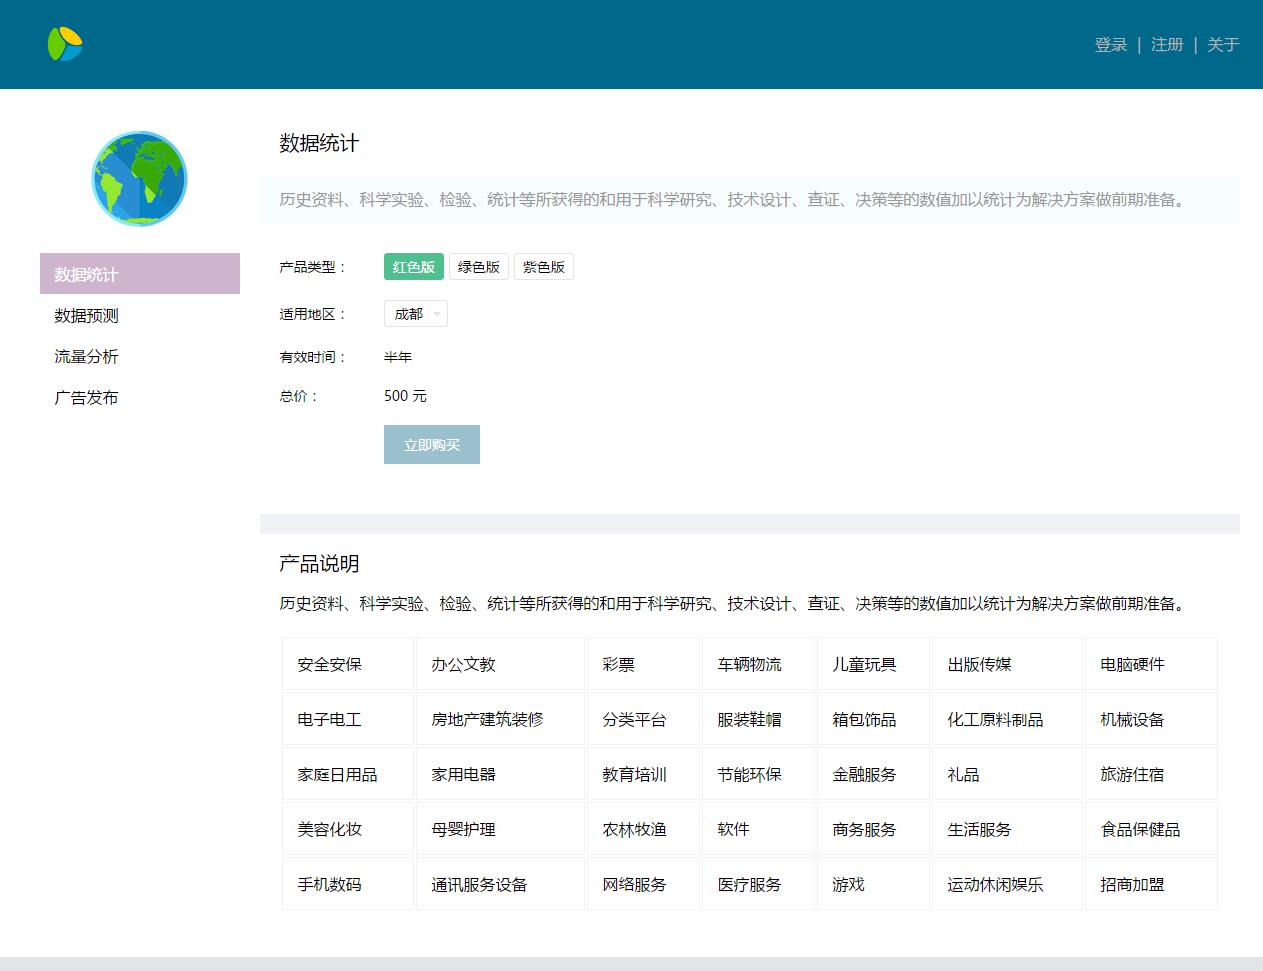 登录 | 注册 | 关于
数据统计
历史资料、科学实验、检验、统计等所获得的和用于科学研究、技术设计、查证、决策等的数值加以统计为解决方案做前期准备。
数据统计
数据预测
流量分析
广告发布
产品类型： 红色版 绿色版 紫色版
适用地区： 成都
有效时间： 半年
总价： 500 元
立即购买
产品说明
历史资料、科学实验、检验、统计等所获得的和用于科学研究、技术设计、查证、决策等的数值加以统计为解决方案做前期准备。
安全安保 办公文教 彩票 车辆物流 儿童玩具 出版传媒 电脑硬件
电子电工 房地产建筑装修 分类平台 服装鞋帽 箱包饰品 化工原料制品 机械设备
家庭日用品 家用电器 教育培训 节能环保 金融服务 礼品 旅游住宿
美容化妆 母婴护理 农林牧渔 软件 商务服务 生活服务 食品保健品
手机数码 通讯服务设备 网络服务 医疗服务 游戏 运动休闲娱乐 招商加盟